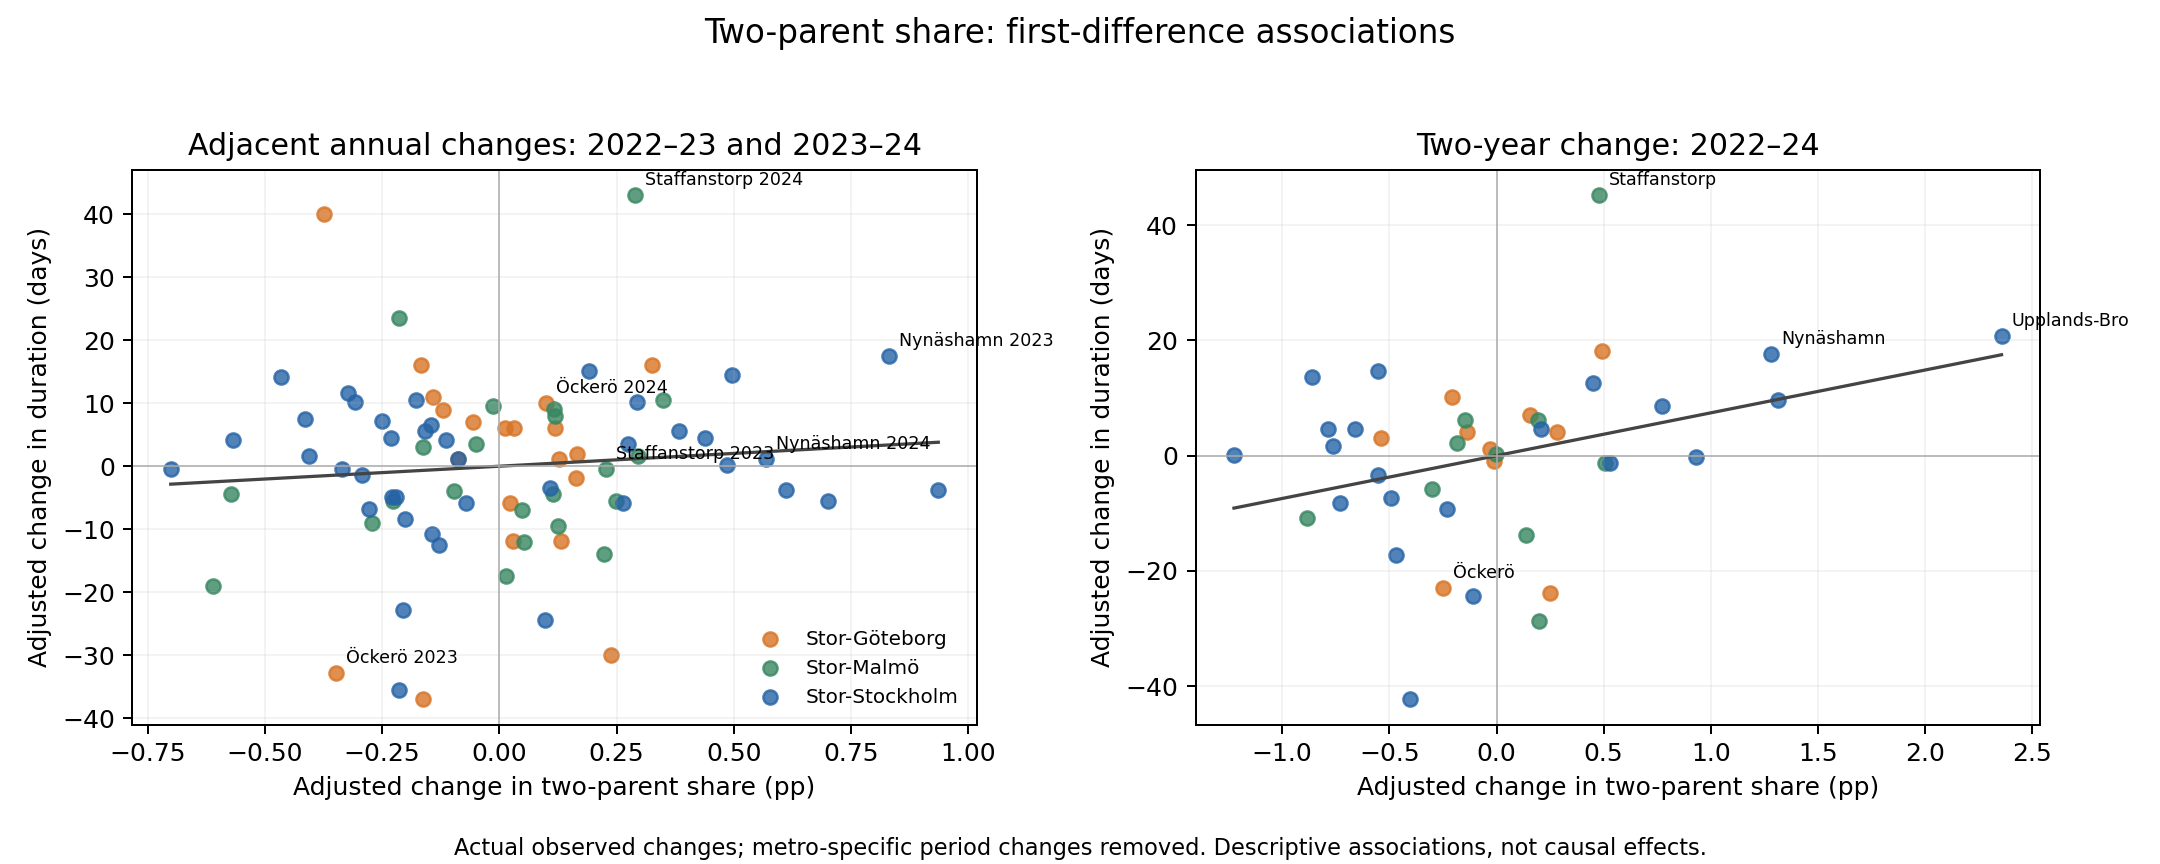 Two-parent share: first-difference associations
Adjacent annual changes: 2022–23 and 2023–24
Adjusted change in duration (days)
40
30
20
10
0
−10
−20
−30
−40
Staffanstorp 2024
Nynäshamn 2023
Öckerö 2024
Nynäshamn 2024
Staffanstorp 2023
Öckerö 2023
Stor-Göteborg
Stor-Malmö
Stor-Stockholm
−0.75 −0.50 −0.25 0.00 0.25 0.50 0.75 1.00
Adjusted change in two-parent share (pp)
Two-year change: 2022–24
Adjusted change in duration (days)
40
20
0
−20
−40
Staffanstorp
Upplands-Bro
Nynäshamn
Öckerö
−1.0 −0.5 0.0 0.5 1.0 1.5 2.0 2.5
Adjusted change in two-parent share (pp)
Actual observed changes; metro-specific period changes removed. Descriptive associations, not causal effects.